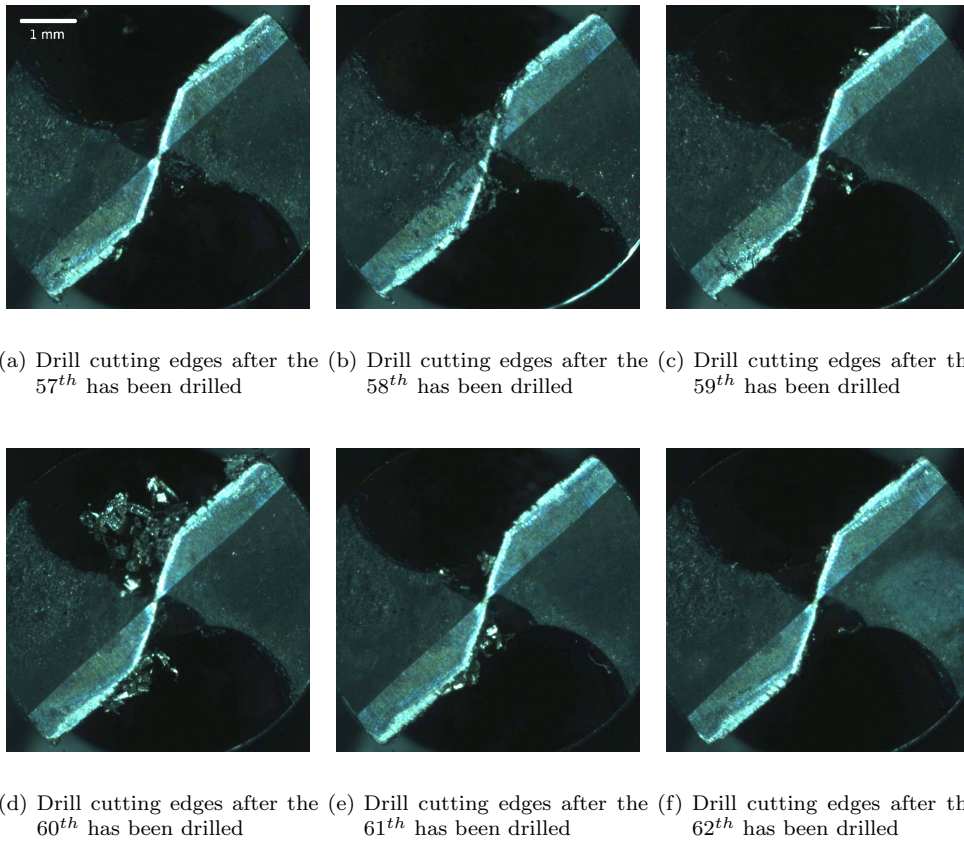 1 mm
(a) Drill cutting edges after the
57th has been drilled
(b) Drill cutting edges after the
58th has been drilled
(c) Drill cutting edges after th
59th has been drilled
(d) Drill cutting edges after the
60th has been drilled
(e) Drill cutting edges after the
61th has been drilled
(f) Drill cutting edges after th
62th has been drilled